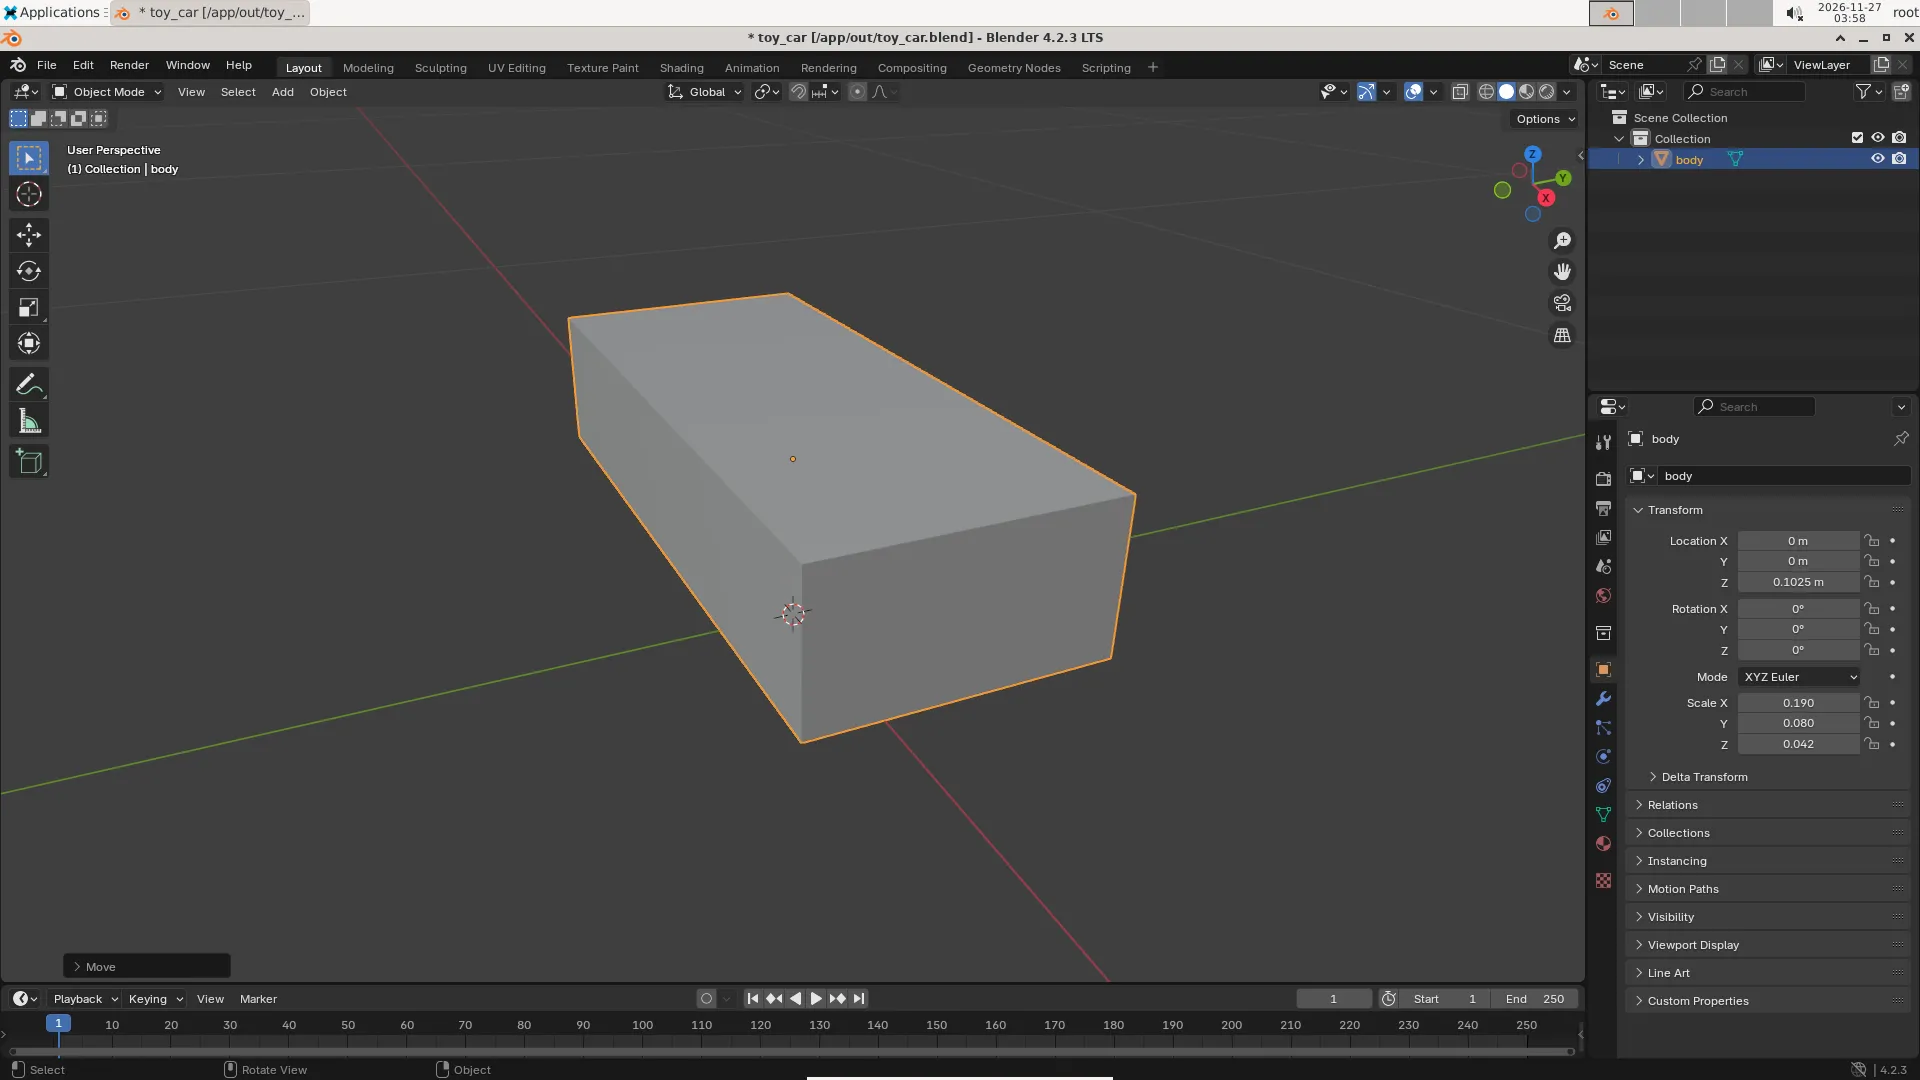 Applications
* toy_car [/app/out/toy_...
2026-11-27
03:58
root
* toy_car [/app/out/toy_car.blend] - Blender 4.2.3 LTS
File Edit Render Window Help
Layout Modeling Sculpting UV Editing Texture Paint Shading Animation Rendering Compositing Geometry Nodes Scripting
Scene
ViewLayer
Object Mode View Select Add Object
Global
Search
Options
User Perspective
(1) Collection | body
Z
Y
X
Scene Collection
Collection
body
Search
body
body
Transform
Location X 0 m
Y 0 m
Z 0.1025 m
Rotation X 0°
Y 0°
Z 0°
Mode XYZ Euler
Scale X 0.190
Y 0.080
Z 0.042
Delta Transform
Relations
Collections
Instancing
Motion Paths
Visibility
Viewport Display
Line Art
Custom Properties
Move
Playback Keying View Marker
1
Start 1
End 250
1 10 20 30 40 50 60 70 80 90 100 110 120 130 140 150 160 170 180 190 200 210 220 230 240 250
Select
Rotate View
Object
4.2.3